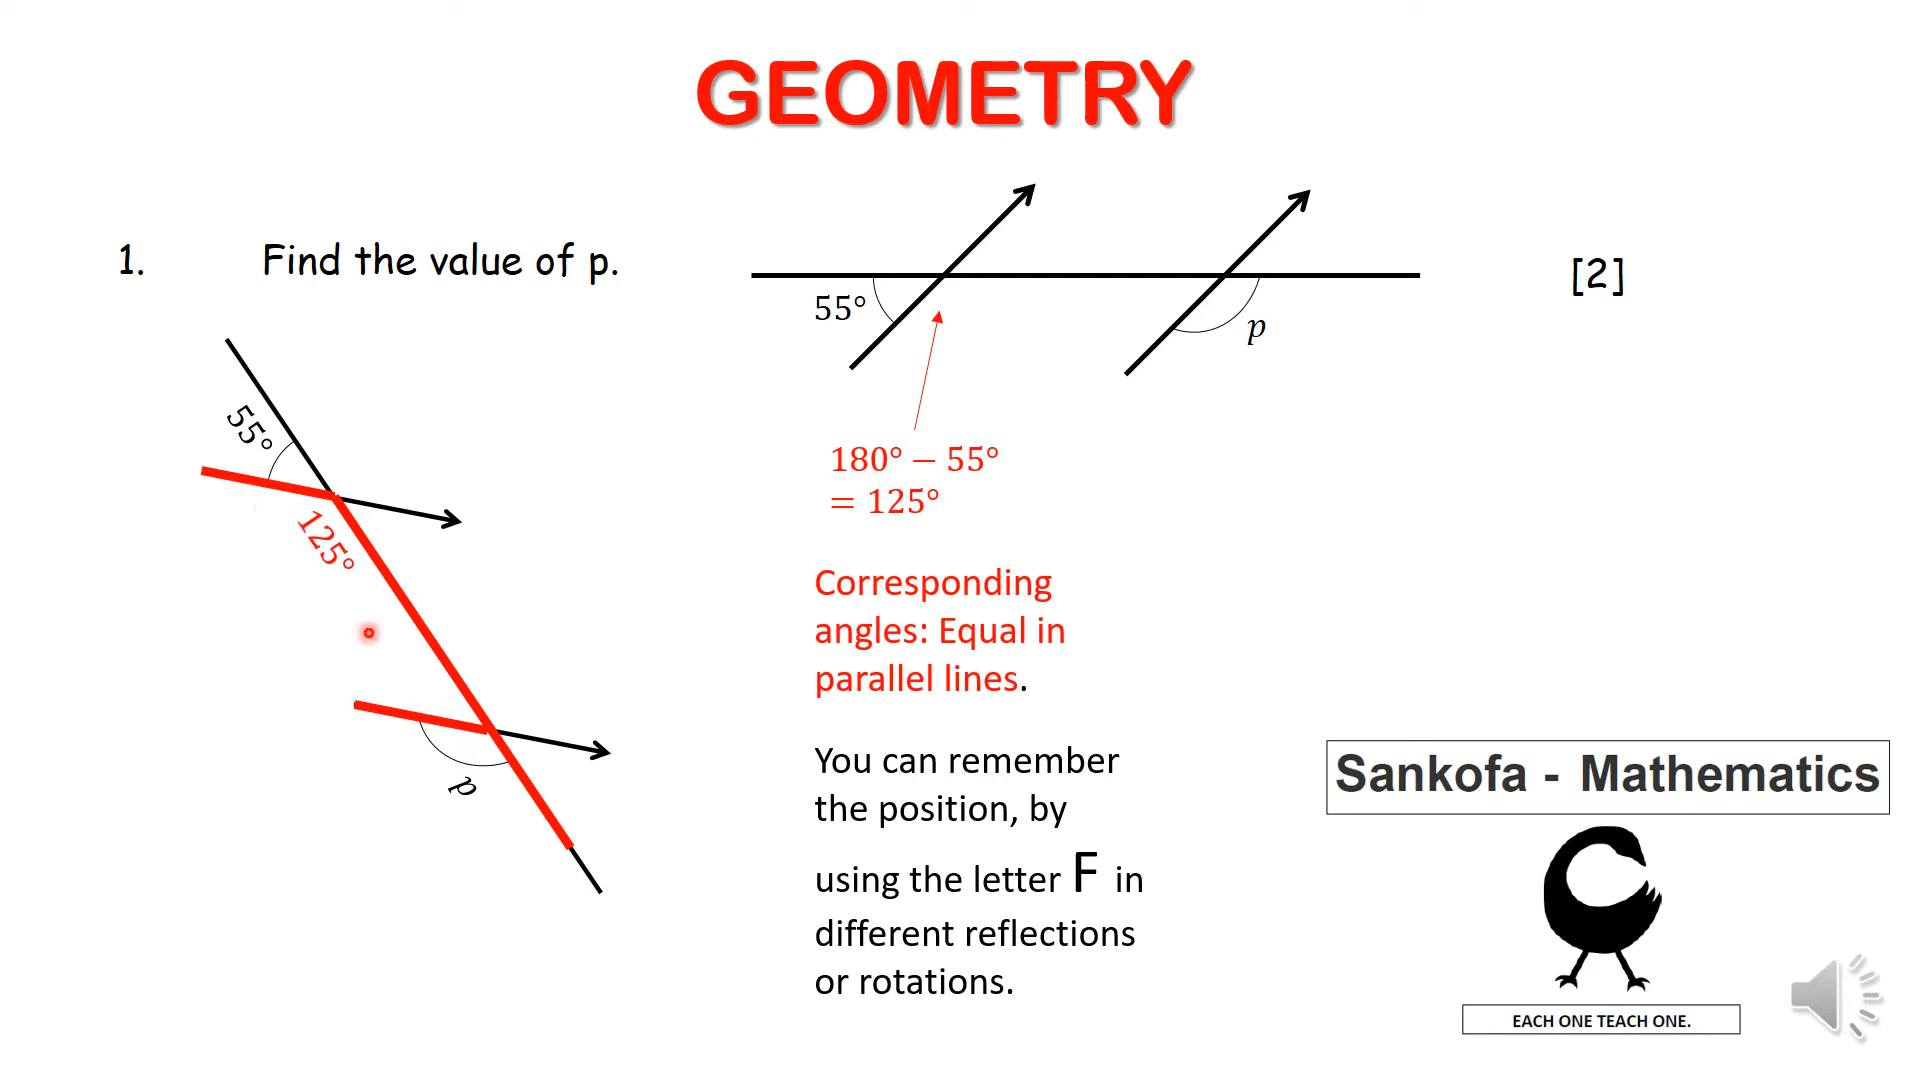 GEOMETRY
1. Find the value of p. [2]
55°
p
55°
125°
p
180° – 55°
= 125°
Corresponding
angles: Equal in
parallel lines.
You can remember
the position, by
using the letter F in
different reflections
or rotations.
Sankofa - Mathematics
EACH ONE TEACH ONE.